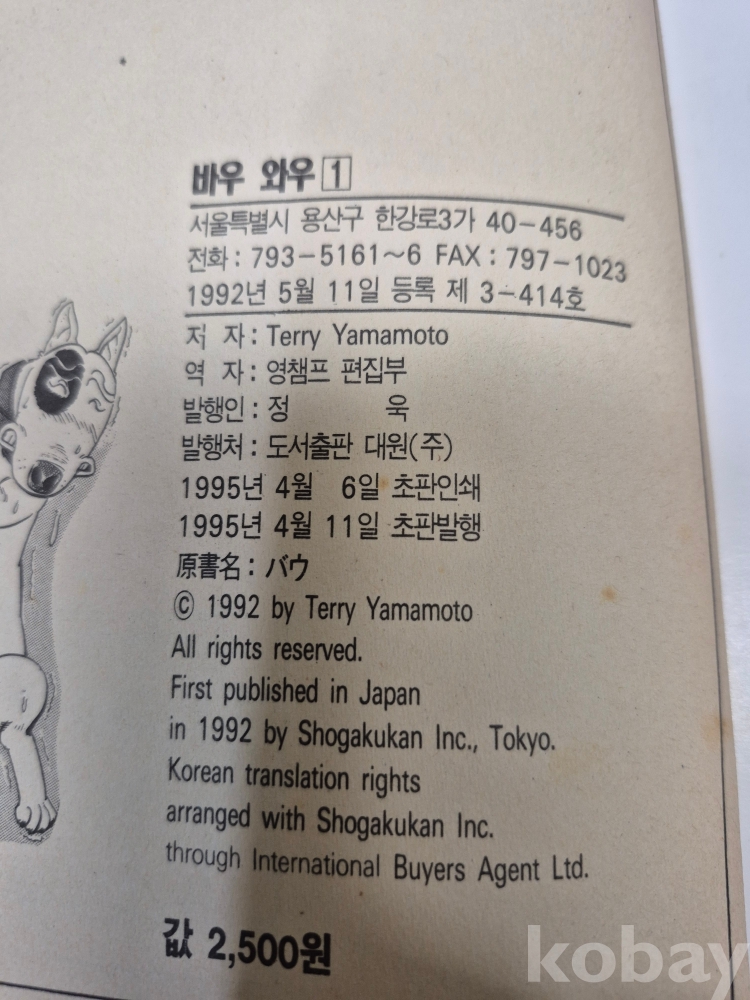 바우 와우 1
서울특별시 용산구 한강로3가 40-456
전화 : 793-5161~6 FAX : 797-1023
1992년 5월 11일 등록 제 3-414호
저 자 : Terry Yamamoto
역 자 : 영챔프 편집부
발행인 : 정 욱
발행처 : 도서출판 대원(주)
1995년 4월 6일 초판인쇄
1995년 4월 11일 초판발행
原書名 : バウ
© 1992 by Terry Yamamoto
All rights reserved.
First published in Japan
in 1992 by Shogakukan Inc., Tokyo.
Korean translation rights
arranged with Shogakukan Inc.
through International Buyers Agent Ltd.
값 2,500원
kobay